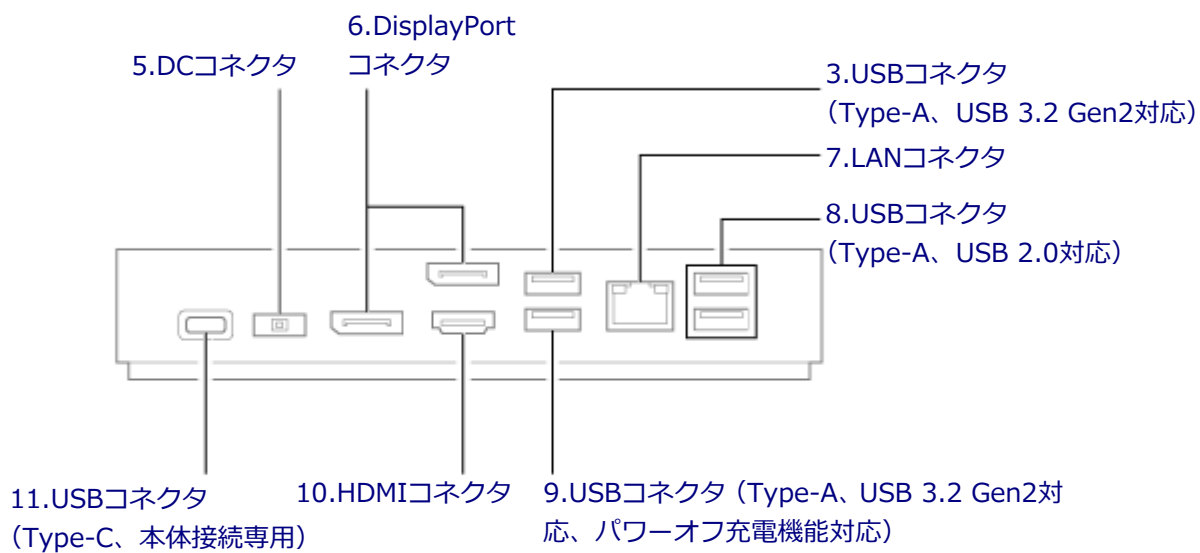 6.DisplayPort
コネクタ
5.DCコネクタ
3.USBコネクタ
（Type-A、USB 3.2 Gen2対応）
7.LANコネクタ
8.USBコネクタ
（Type-A、USB 2.0対応）
11.USBコネクタ
（Type-C、本体接続専用）
10.HDMIコネクタ
9.USBコネクタ（Type-A、USB 3.2 Gen2対
応、パワーオフ充電機能対応）